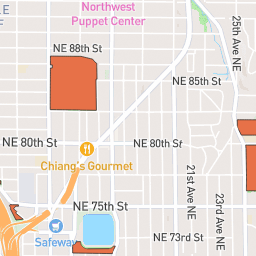 Northwest
Puppet Center
25th Ave NE
NE 88th St
NE 85th St
NE 80th St
NE 80th St
Chiang's Gourmet
21st Ave NE
23rd Ave NE
NE 75th St
Safeway
NE 73rd St